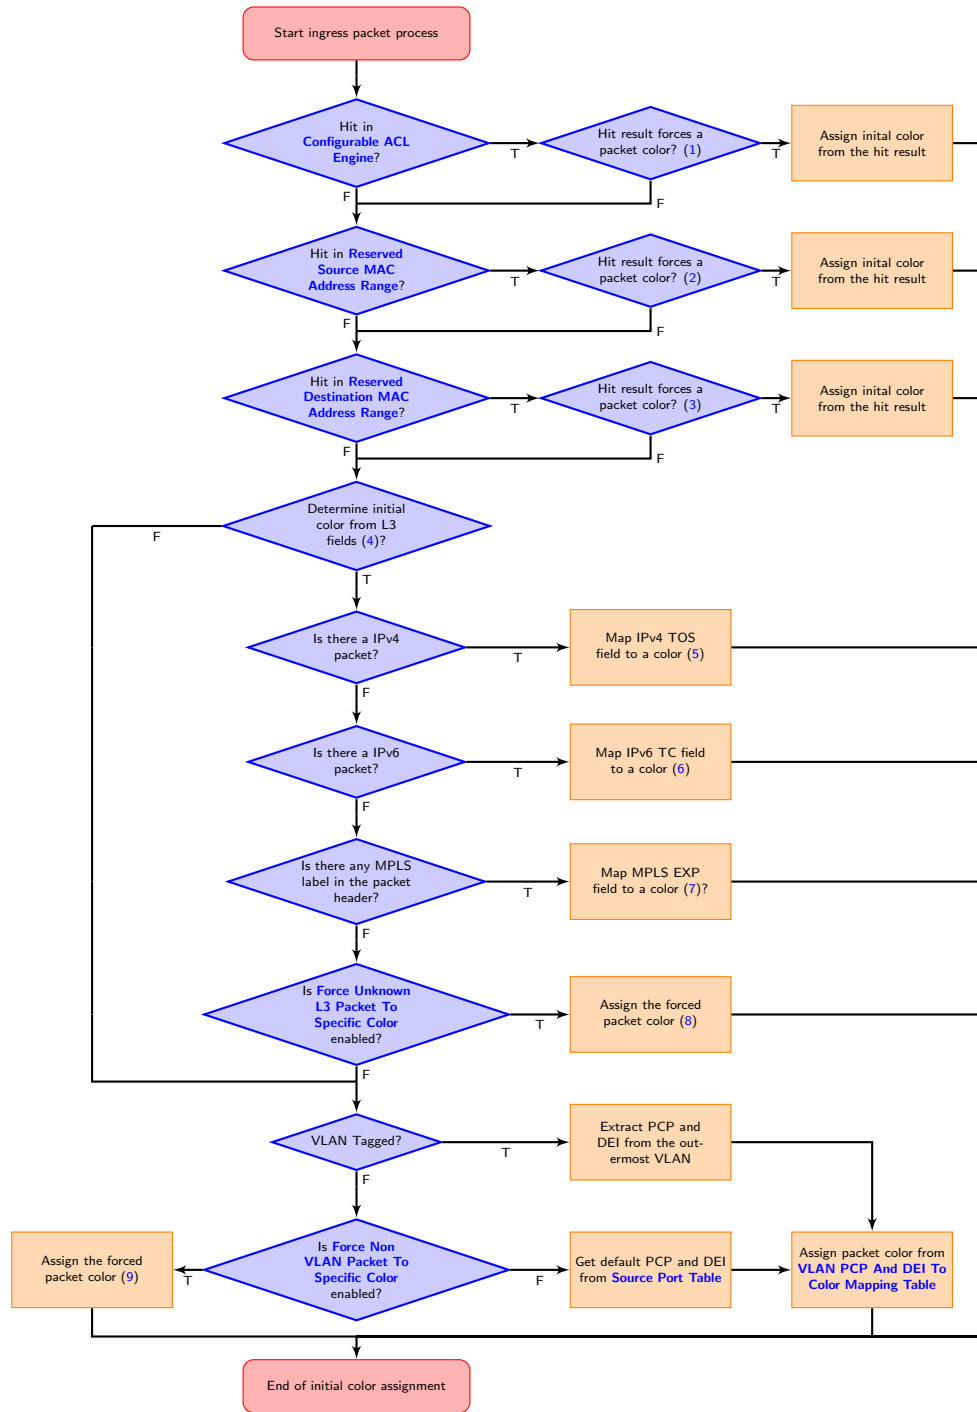 Start ingress packet process
Hit in
Configurable ACL
Engine?
T
Hit result forces a
packet color? (1)
T
Assign inital color
from the hit result
F
F
Hit in Reserved
Source MAC
Address Range?
T
Hit result forces a
packet color? (2)
T
Assign inital color
from the hit result
F
F
Hit in Reserved
Destination MAC
Address Range?
T
Hit result forces a
packet color? (3)
T
Assign inital color
from the hit result
F
F
Determine initial
color from L3
fields (4)?
F
T
Is there a IPv4
packet?
T
Map IPv4 TOS
field to a color (5)
F
Is there a IPv6
packet?
T
Map IPv6 TC field
to a color (6)
F
Is there any MPLS
label in the packet
header?
T
Map MPLS EXP
field to a color (7)?
F
Is Force Unknown
L3 Packet To
Specific Color
enabled?
T
Assign the forced
packet color (8)
F
VLAN Tagged?
T
Extract PCP and
DEI from the out-
ermost VLAN
F
Assign the forced
packet color (9)
T
Is Force Non
VLAN Packet To
Specific Color
enabled?
F
Get default PCP and DEI
from Source Port Table
Assign packet color from
VLAN PCP And DEI To
Color Mapping Table
End of initial color assignment